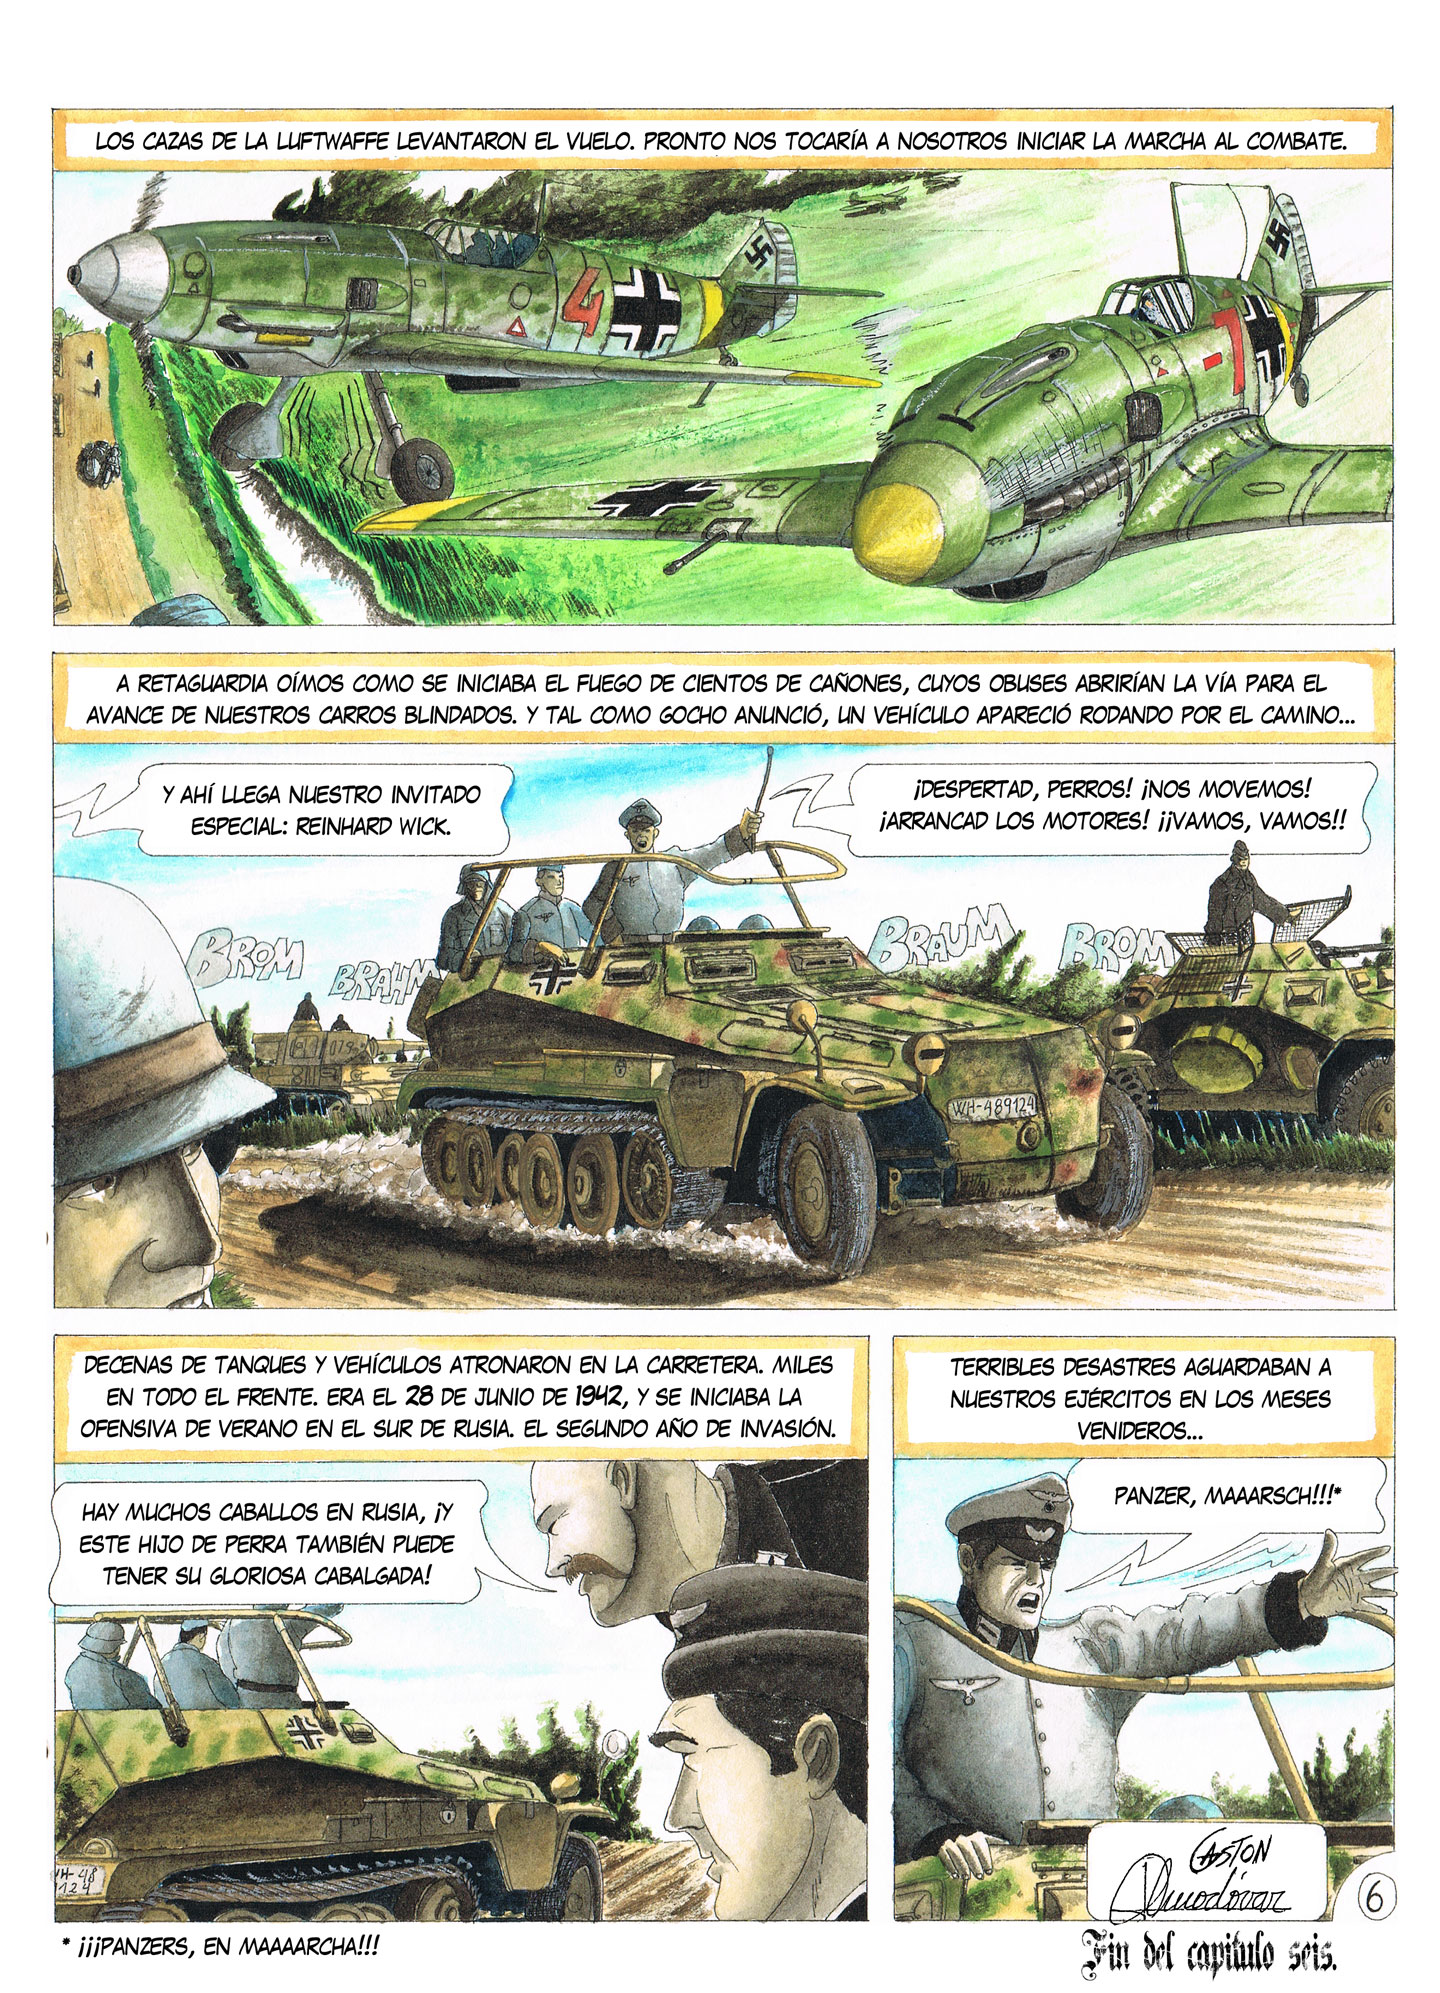 LOS CAZAS DE LA LUFTWAFFE LEVANTARON EL VUELO. PRONTO NOS TOCARÍA A NOSOTROS INICIAR LA MARCHA AL COMBATE.
4
7
A RETAGUARDIA OÍMOS COMO SE INICIABA EL FUEGO DE CIENTOS DE CAÑONES, CUYOS OBUSES ABRIRÍAN LA VÍA PARA EL
AVANCE DE NUESTROS CARROS BLINDADOS. Y TAL COMO GOCHO ANUNCIÓ, UN VEHÍCULO APARECIÓ RODANDO POR EL CAMINO...
Y AHÍ LLEGA NUESTRO INVITADO
ESPECIAL: REINHARD WICK.
¡DESPERTAD, PERROS! ¡NOS MOVEMOS!
¡ARRANCAD LOS MOTORES! ¡¡VAMOS, VAMOS!!
BROM
BRAHM
BRAUM
BROM
WH-489124
DECENAS DE TANQUES Y VEHÍCULOS ATRONARON EN LA CARRETERA. MILES
EN TODO EL FRENTE. ERA EL 28 DE JUNIO DE 1942, Y SE INICIABA LA
OFENSIVA DE VERANO EN EL SUR DE RUSIA. EL SEGUNDO AÑO DE INVASIÓN.
HAY MUCHOS CABALLOS EN RUSIA, ¡Y
ESTE HIJO DE PERRA TAMBIÉN PUEDE
TENER SU GLORIOSA CABALGADA!
WH-48
9124
TERRIBLES DESASTRES AGUARDABAN A
NUESTROS EJÉRCITOS EN LOS MESES
VENIDEROS...
PANZER, MAAARSCH!!!*
GASTON
Almodóvar
6
* ¡¡¡PANZERS, EN MAAAARCHA!!!
Fin del capitulo seis.